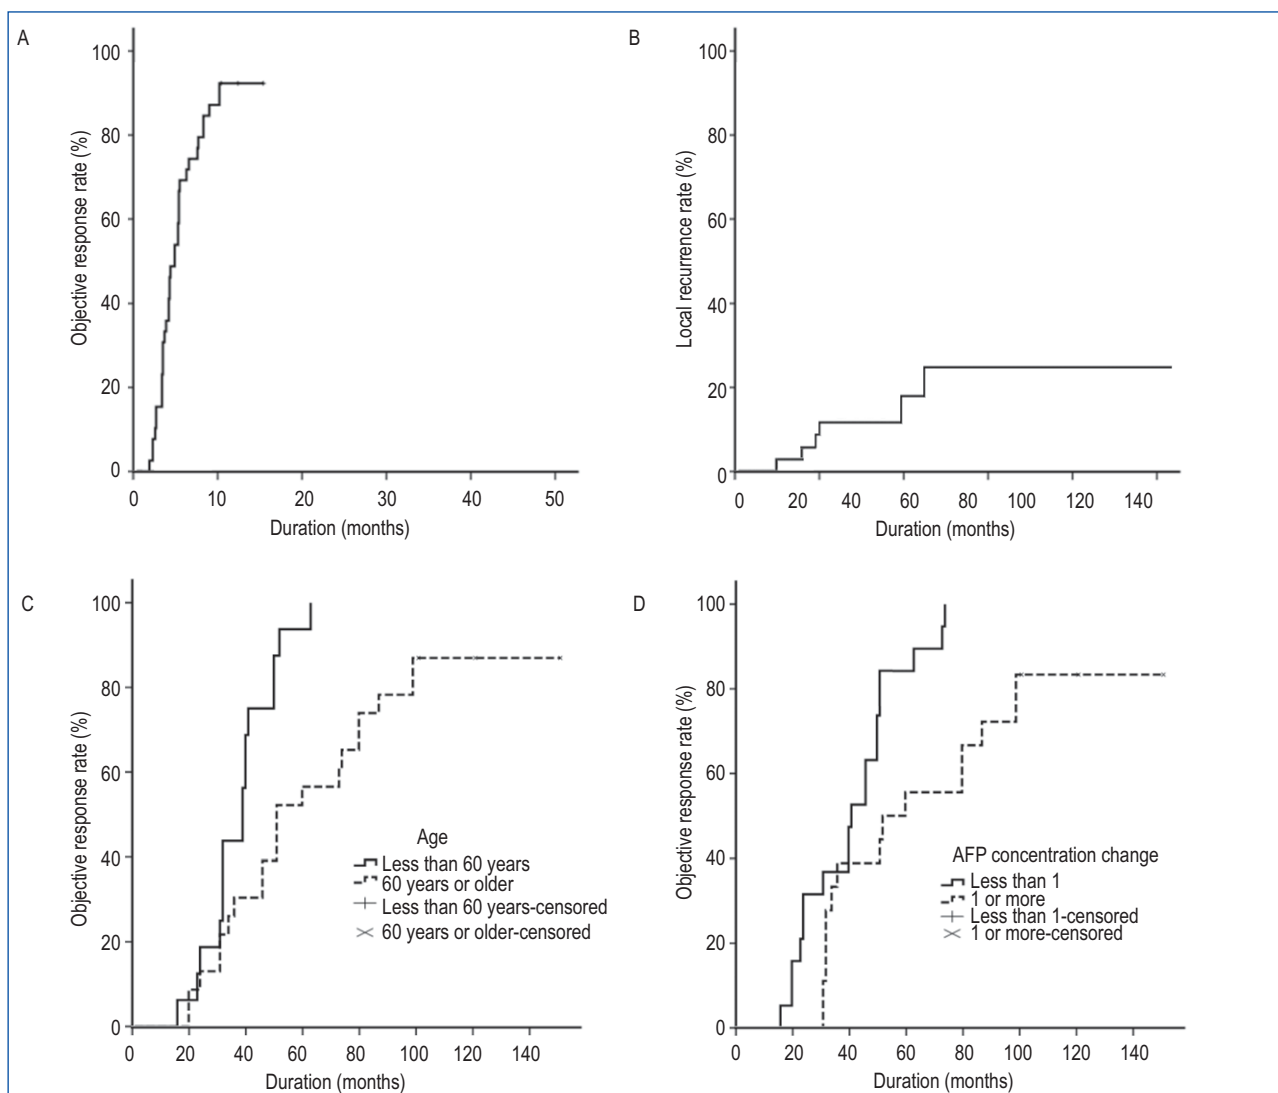 A
Objective response rate (%)
100
80
60
40
20
0
0 10 20 30 40 50
Duration (months)
B
Local recurrence rate (%)
100
80
60
40
20
0
0 20 40 60 80 100 120 140
Duration (months)
C
Objective response rate (%)
100
80
60
40
20
0
0 20 40 60 80 100 120 140
Duration (months)
Age
Less than 60 years
60 years or older
Less than 60 years-censored
60 years or older-censored
D
Objective response rate (%)
100
80
60
40
20
0
0 20 40 60 80 100 120 140
Duration (months)
AFP concentration change
Less than 1
1 or more
Less than 1-censored
1 or more-censored